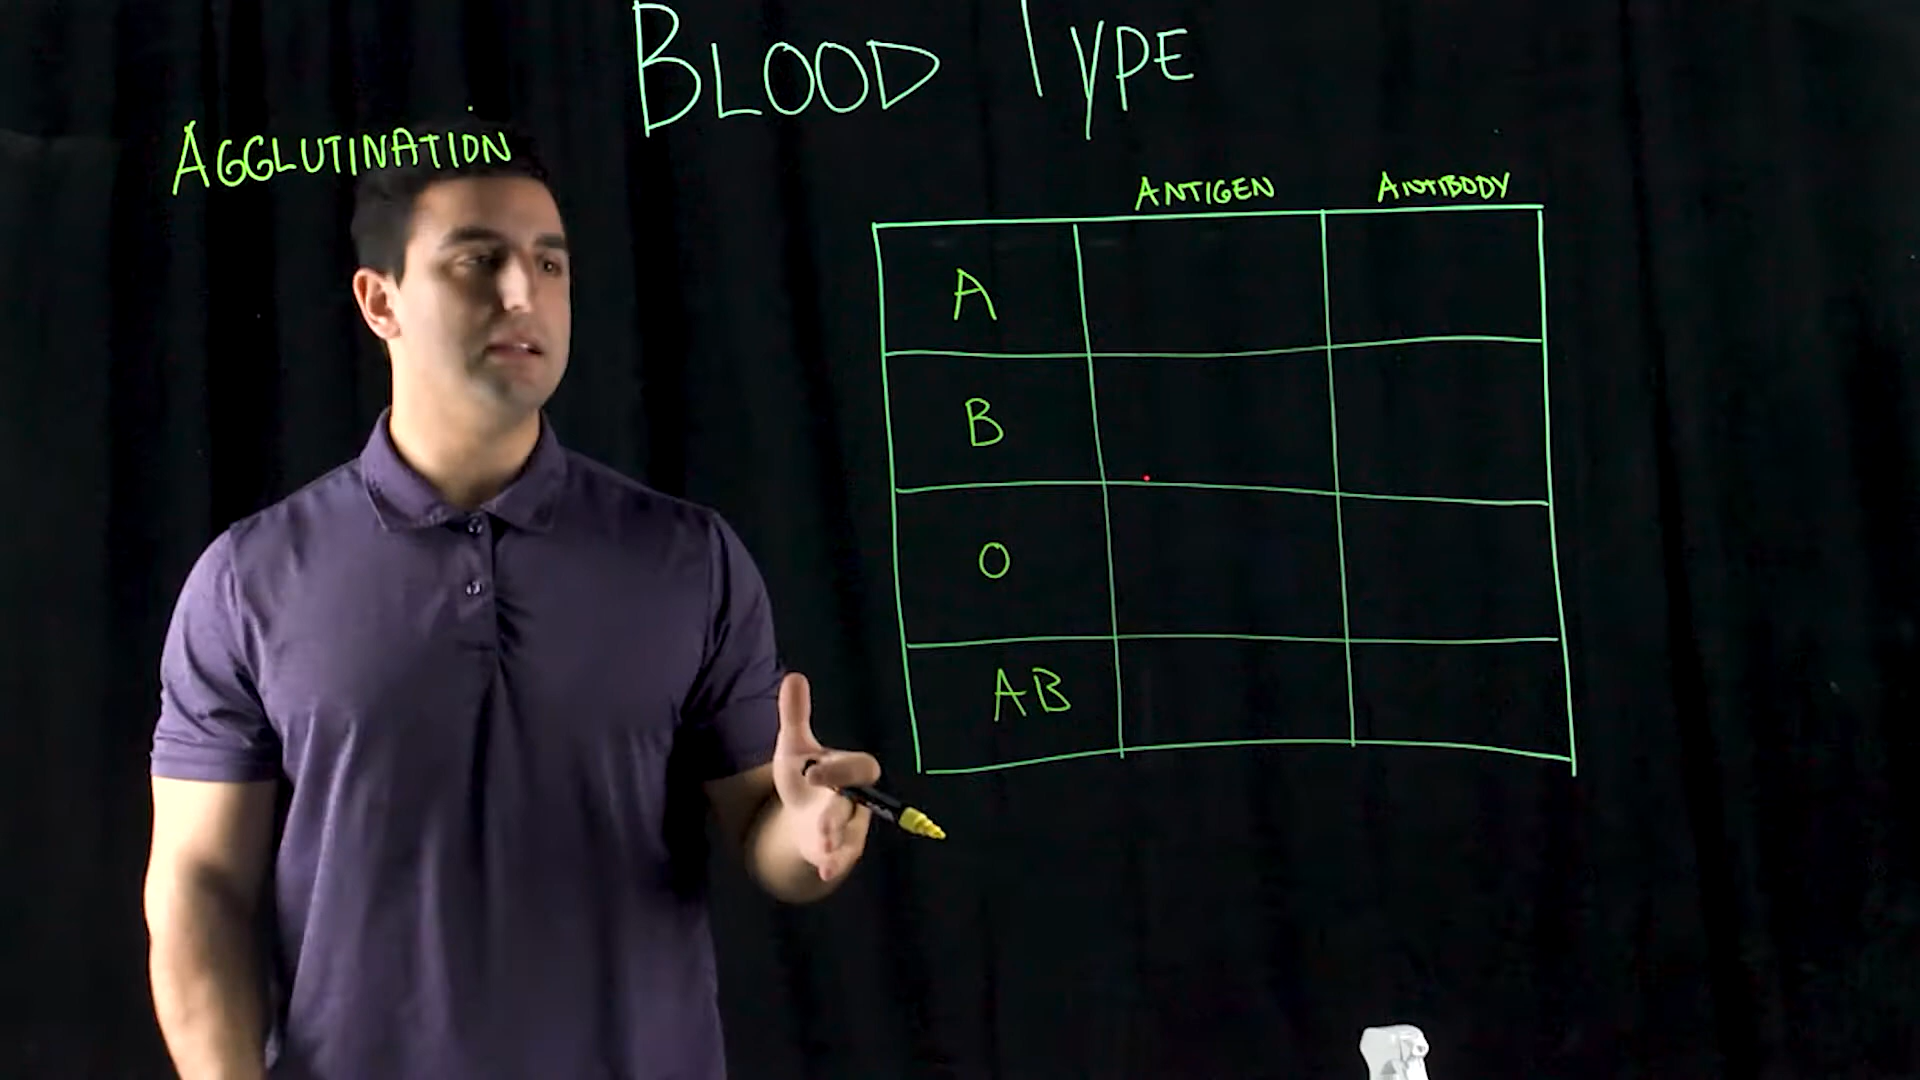 BLOOD TYPE
AGGLUTINATION
ANTIGEN ANTIBODY
A
B
O
AB